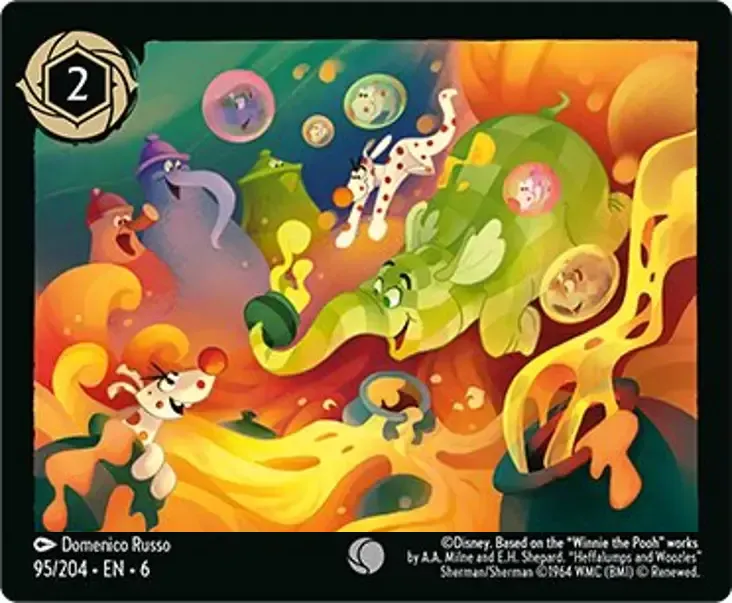 2
Domenico Russo
95/204 • EN • 6
©Disney. Based on the "Winnie the Pooh" works
by A.A. Milne and E.H. Shepard. "Heffalumps and Woozles"
Sherman/Sherman ©1964 WMC (BMI) © Renewed.